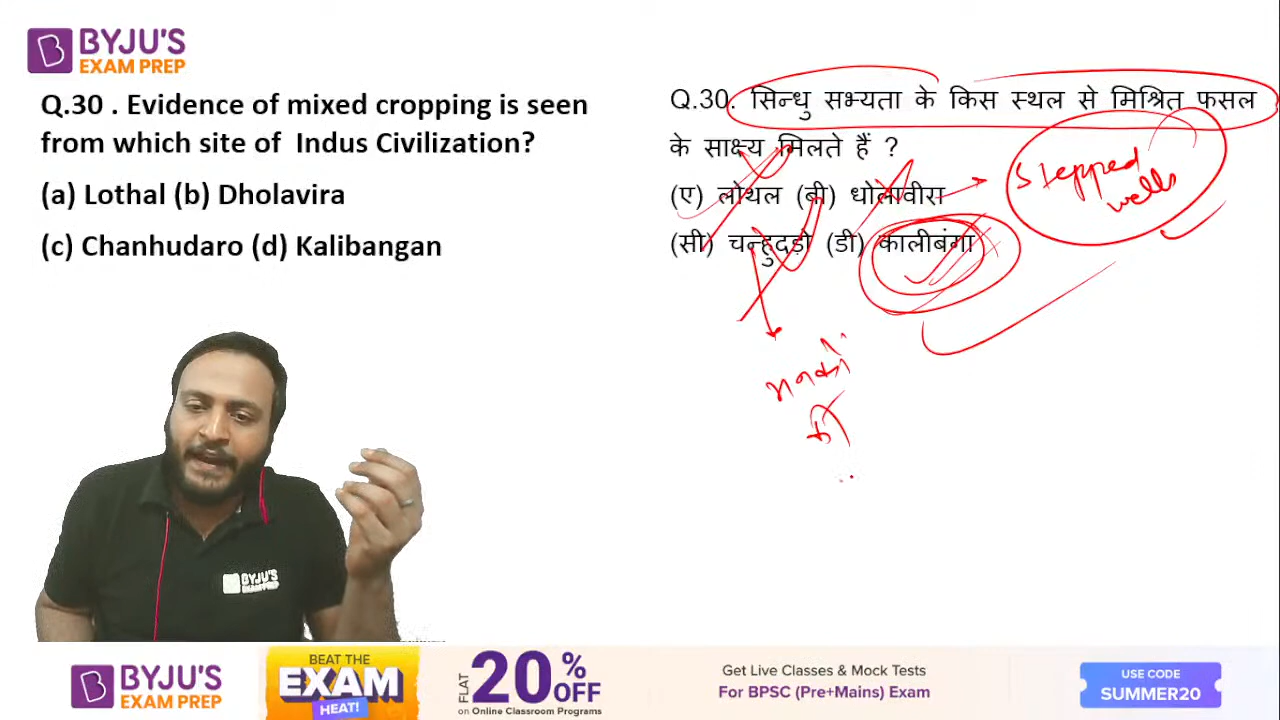 BYJU'S
EXAM PREP
Q.30 . Evidence of mixed cropping is seen
from which site of Indus Civilization?
(a) Lothal (b) Dholavira
(c) Chanhudaro (d) Kalibangan
Q.30. सिन्धु सभ्यता के किस स्थल से मिश्रित फसल
के साक्ष्य मिलते हैं ?
(ए) लोथल (बी) धोलावीरा
(सी) चन्हुदड़ो (डी) कालीबंगा
Stepped
wells
BYJU'S
BYJU'S
EXAM PREP
BEAT THE
EXAM
HEAT!
FLAT 20% OFF
on Online Classroom Programs
Get Live Classes & Mock Tests
For BPSC (Pre+Mains) Exam
USE CODE
SUMMER20